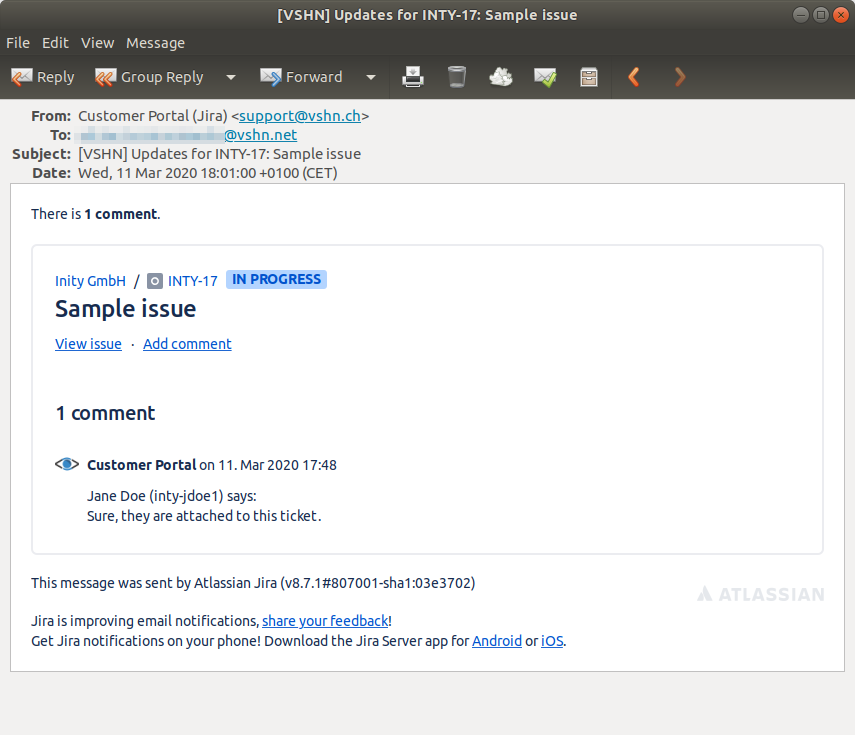 [VSHN] Updates for INTY-17: Sample issue
File Edit View Message
Reply Group Reply Forward
From: Customer Portal (Jira) <support@vshn.ch>
To: @vshn.net
Subject: [VSHN] Updates for INTY-17: Sample issue
Date: Wed, 11 Mar 2020 18:01:00 +0100 (CET)
There is 1 comment.
Inity GmbH / INTY-17 IN PROGRESS
Sample issue
View issue · Add comment
1 comment
Customer Portal on 11. Mar 2020 17:48
Jane Doe (inty-jdoe1) says:
Sure, they are attached to this ticket.
This message was sent by Atlassian Jira (v8.7.1#807001-sha1:03e3702)
ATLASSIAN
Jira is improving email notifications, share your feedback!
Get Jira notifications on your phone! Download the Jira Server app for Android or iOS.